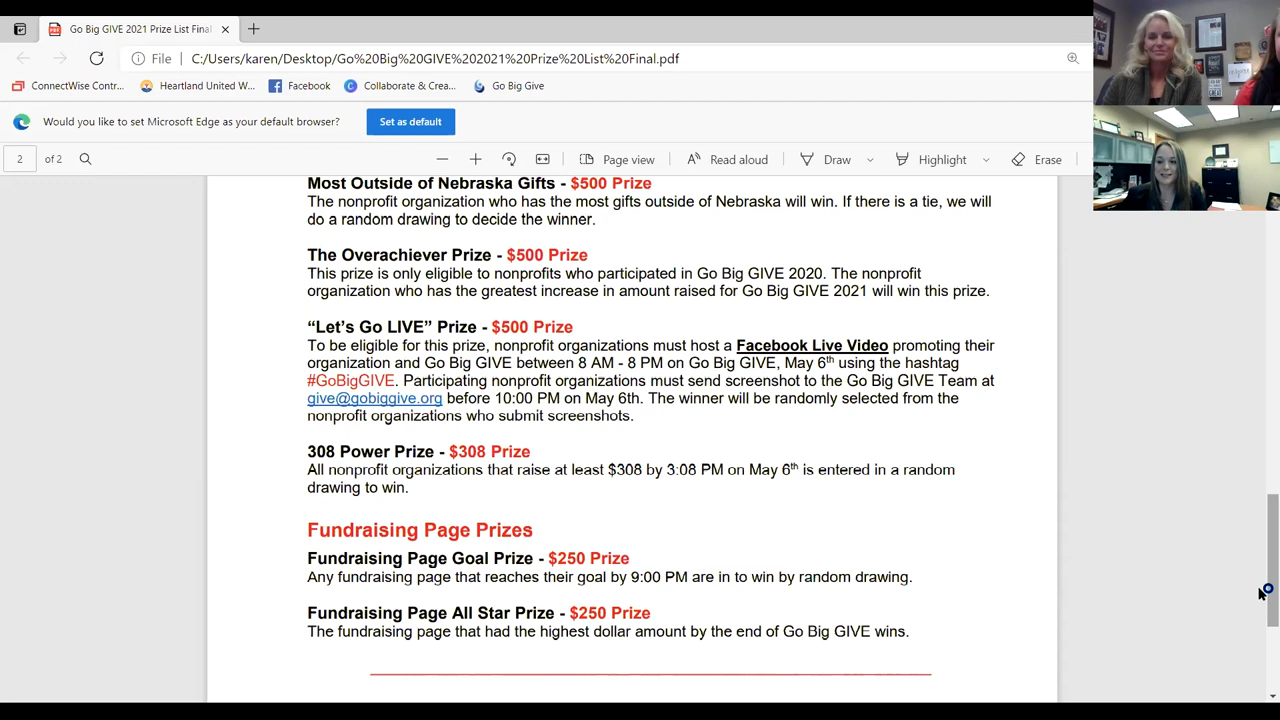 Go Big GIVE 2021 Prize List Final
File
C:/Users/karen/Desktop/Go%20Big%20GIVE%202021%20Prize%20List%20Final.pdf
ConnectWise Contr...
Heartland United W...
Facebook
Collaborate & Crea...
Go Big Give
Would you like to set Microsoft Edge as your default browser?
Set as default
2 of 2
Page view
Read aloud
Draw
Highlight
Erase
Most Outside of Nebraska Gifts - $500 Prize
The nonprofit organization who has the most gifts outside of Nebraska will win. If there is a tie, we will
do a random drawing to decide the winner.
The Overachiever Prize - $500 Prize
This prize is only eligible to nonprofits who participated in Go Big GIVE 2020. The nonprofit
organization who has the greatest increase in amount raised for Go Big GIVE 2021 will win this prize.
“Let’s Go LIVE” Prize - $500 Prize
To be eligible for this prize, nonprofit organizations must host a Facebook Live Video promoting their
organization and Go Big GIVE between 8 AM - 8 PM on Go Big GIVE, May 6th using the hashtag
#GoBigGIVE. Participating nonprofit organizations must send screenshot to the Go Big GIVE Team at
give@gobiggive.org before 10:00 PM on May 6th. The winner will be randomly selected from the
nonprofit organizations who submit screenshots.
308 Power Prize - $308 Prize
All nonprofit organizations that raise at least $308 by 3:08 PM on May 6th is entered in a random
drawing to win.
Fundraising Page Prizes
Fundraising Page Goal Prize - $250 Prize
Any fundraising page that reaches their goal by 9:00 PM are in to win by random drawing.
Fundraising Page All Star Prize - $250 Prize
The fundraising page that had the highest dollar amount by the end of Go Big GIVE wins.